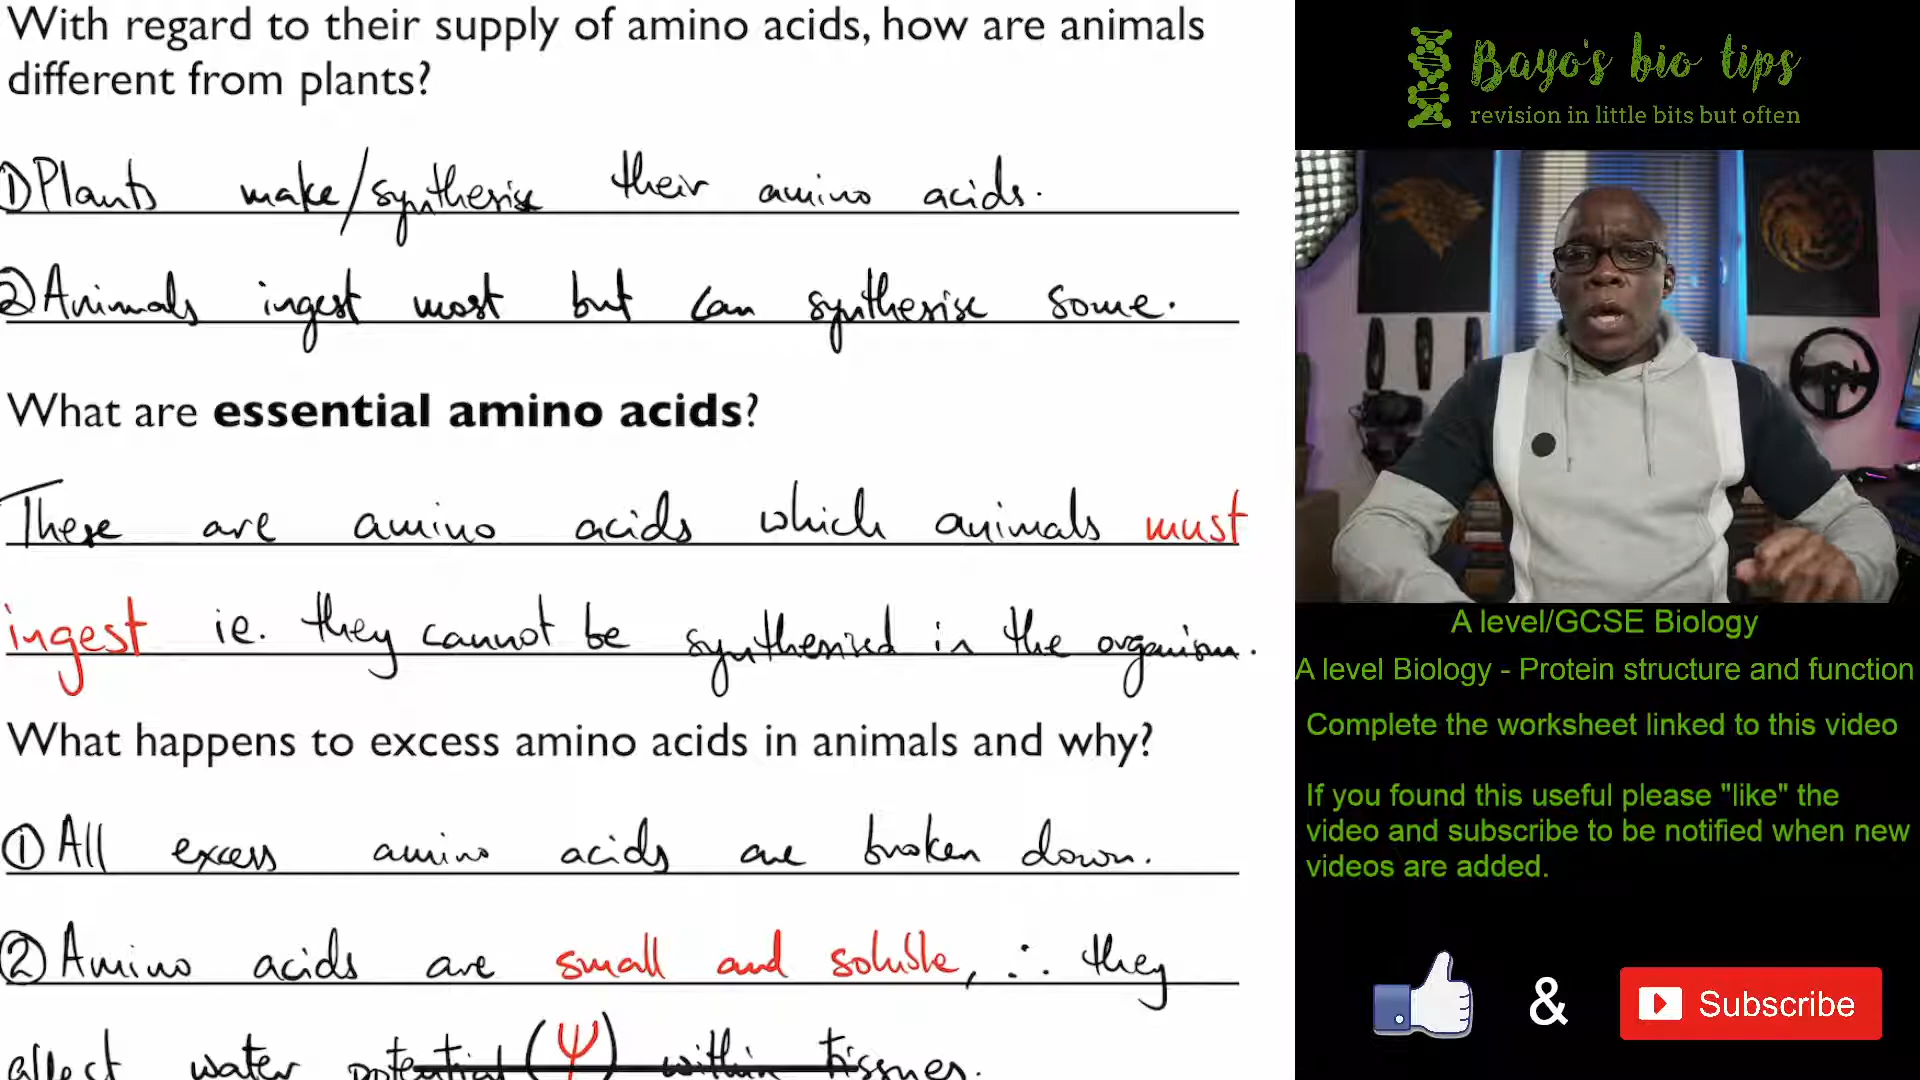 With regard to their supply of amino acids, how are animals
different from plants?
① Plants make/synthesise their amino acids.
② Animals ingest most but can synthesise some.
What are essential amino acids?
These are amino acids which animals must
ingest ie. they cannot be synthesised in the organism.
What happens to excess amino acids in animals and why?
① All excess amino acids are broken down.
② Amino acids are small and soluble, ∴ they
affect water potential (Ψ) within tissues.
Bayo's bio tips
revision in little bits but often
A level/GCSE Biology
A level Biology - Protein structure and function
Complete the worksheet linked to this video
If you found this useful please "like" the
video and subscribe to be notified when new
videos are added.
&
Subscribe